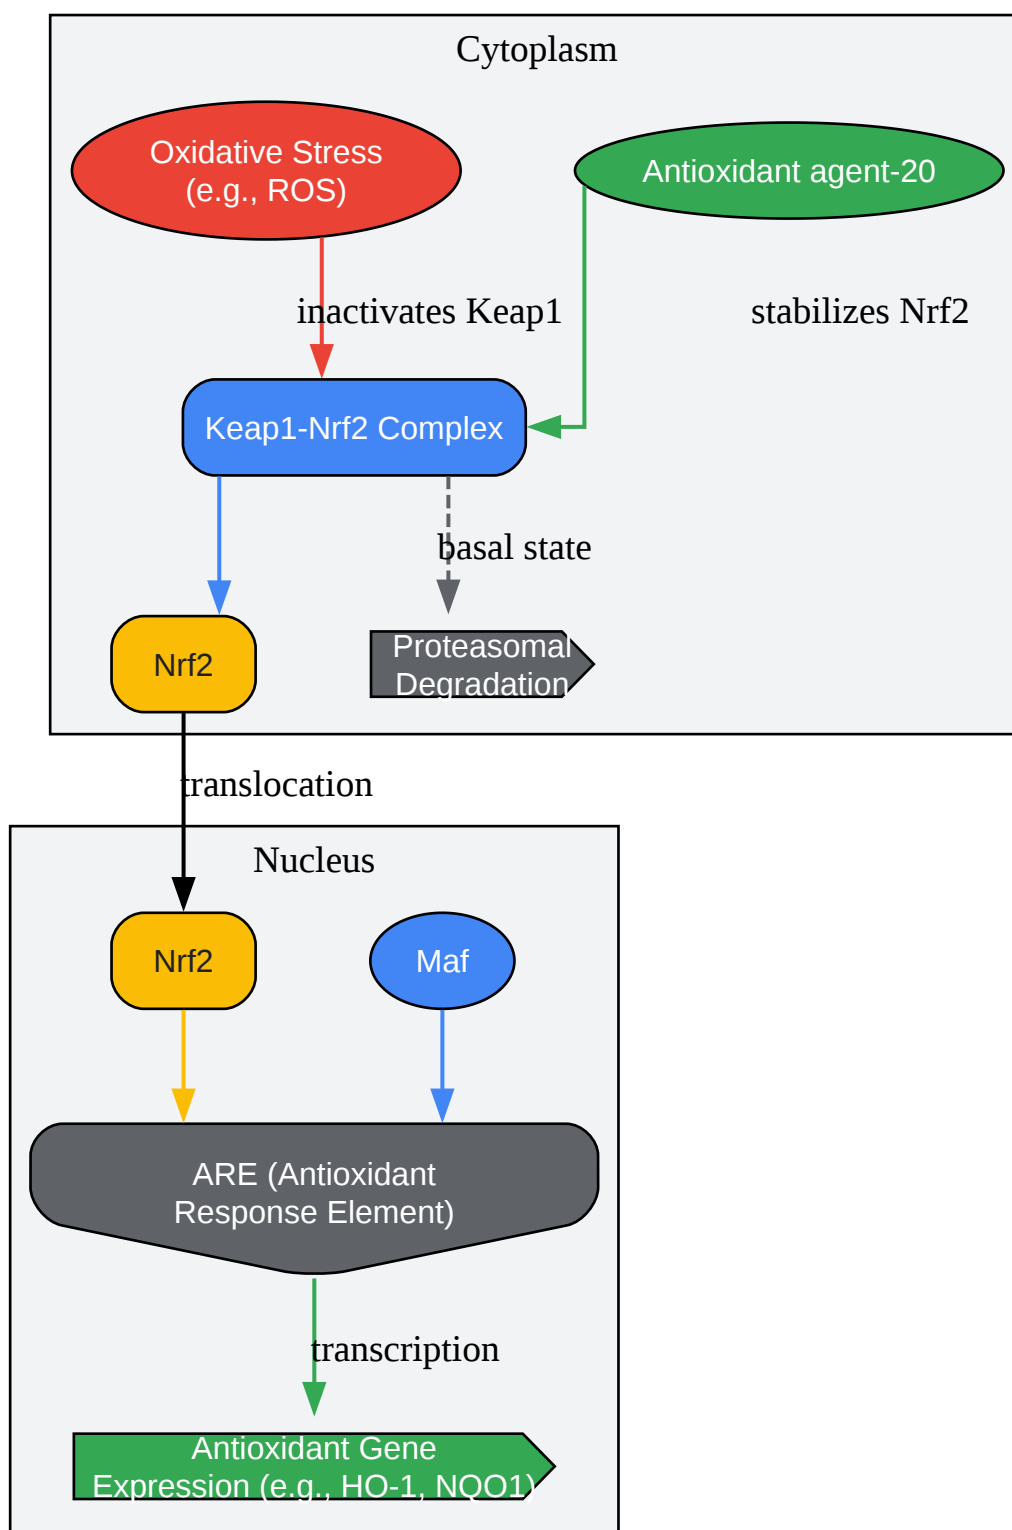 Cytoplasm
Oxidative Stress
(e.g., ROS)
Antioxidant agent-20
inactivates Keap1
stabilizes Nrf2
Keap1-Nrf2 Complex
basal state
Nrf2
Proteasomal
Degradation
translocation
Nucleus
Nrf2
Maf
ARE (Antioxidant
Response Element)
transcription
Antioxidant Gene
Expression (e.g., HO-1, NQO1)